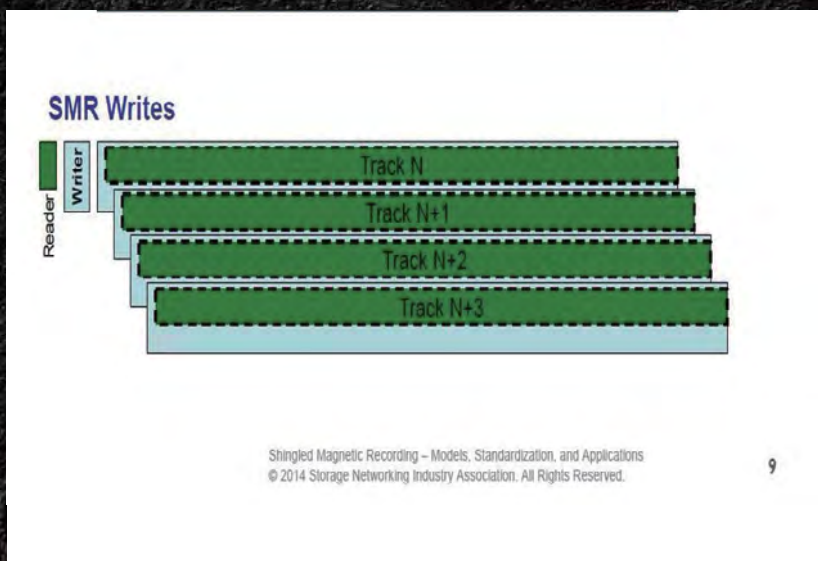 SMR Writes
Reader
Writer
Track N
Track N+1
Track N+2
Track N+3
Shingled Magnetic Recording – Models, Standardization, and Applications
© 2014 Storage Networking Industry Association. All Rights Reserved.
9